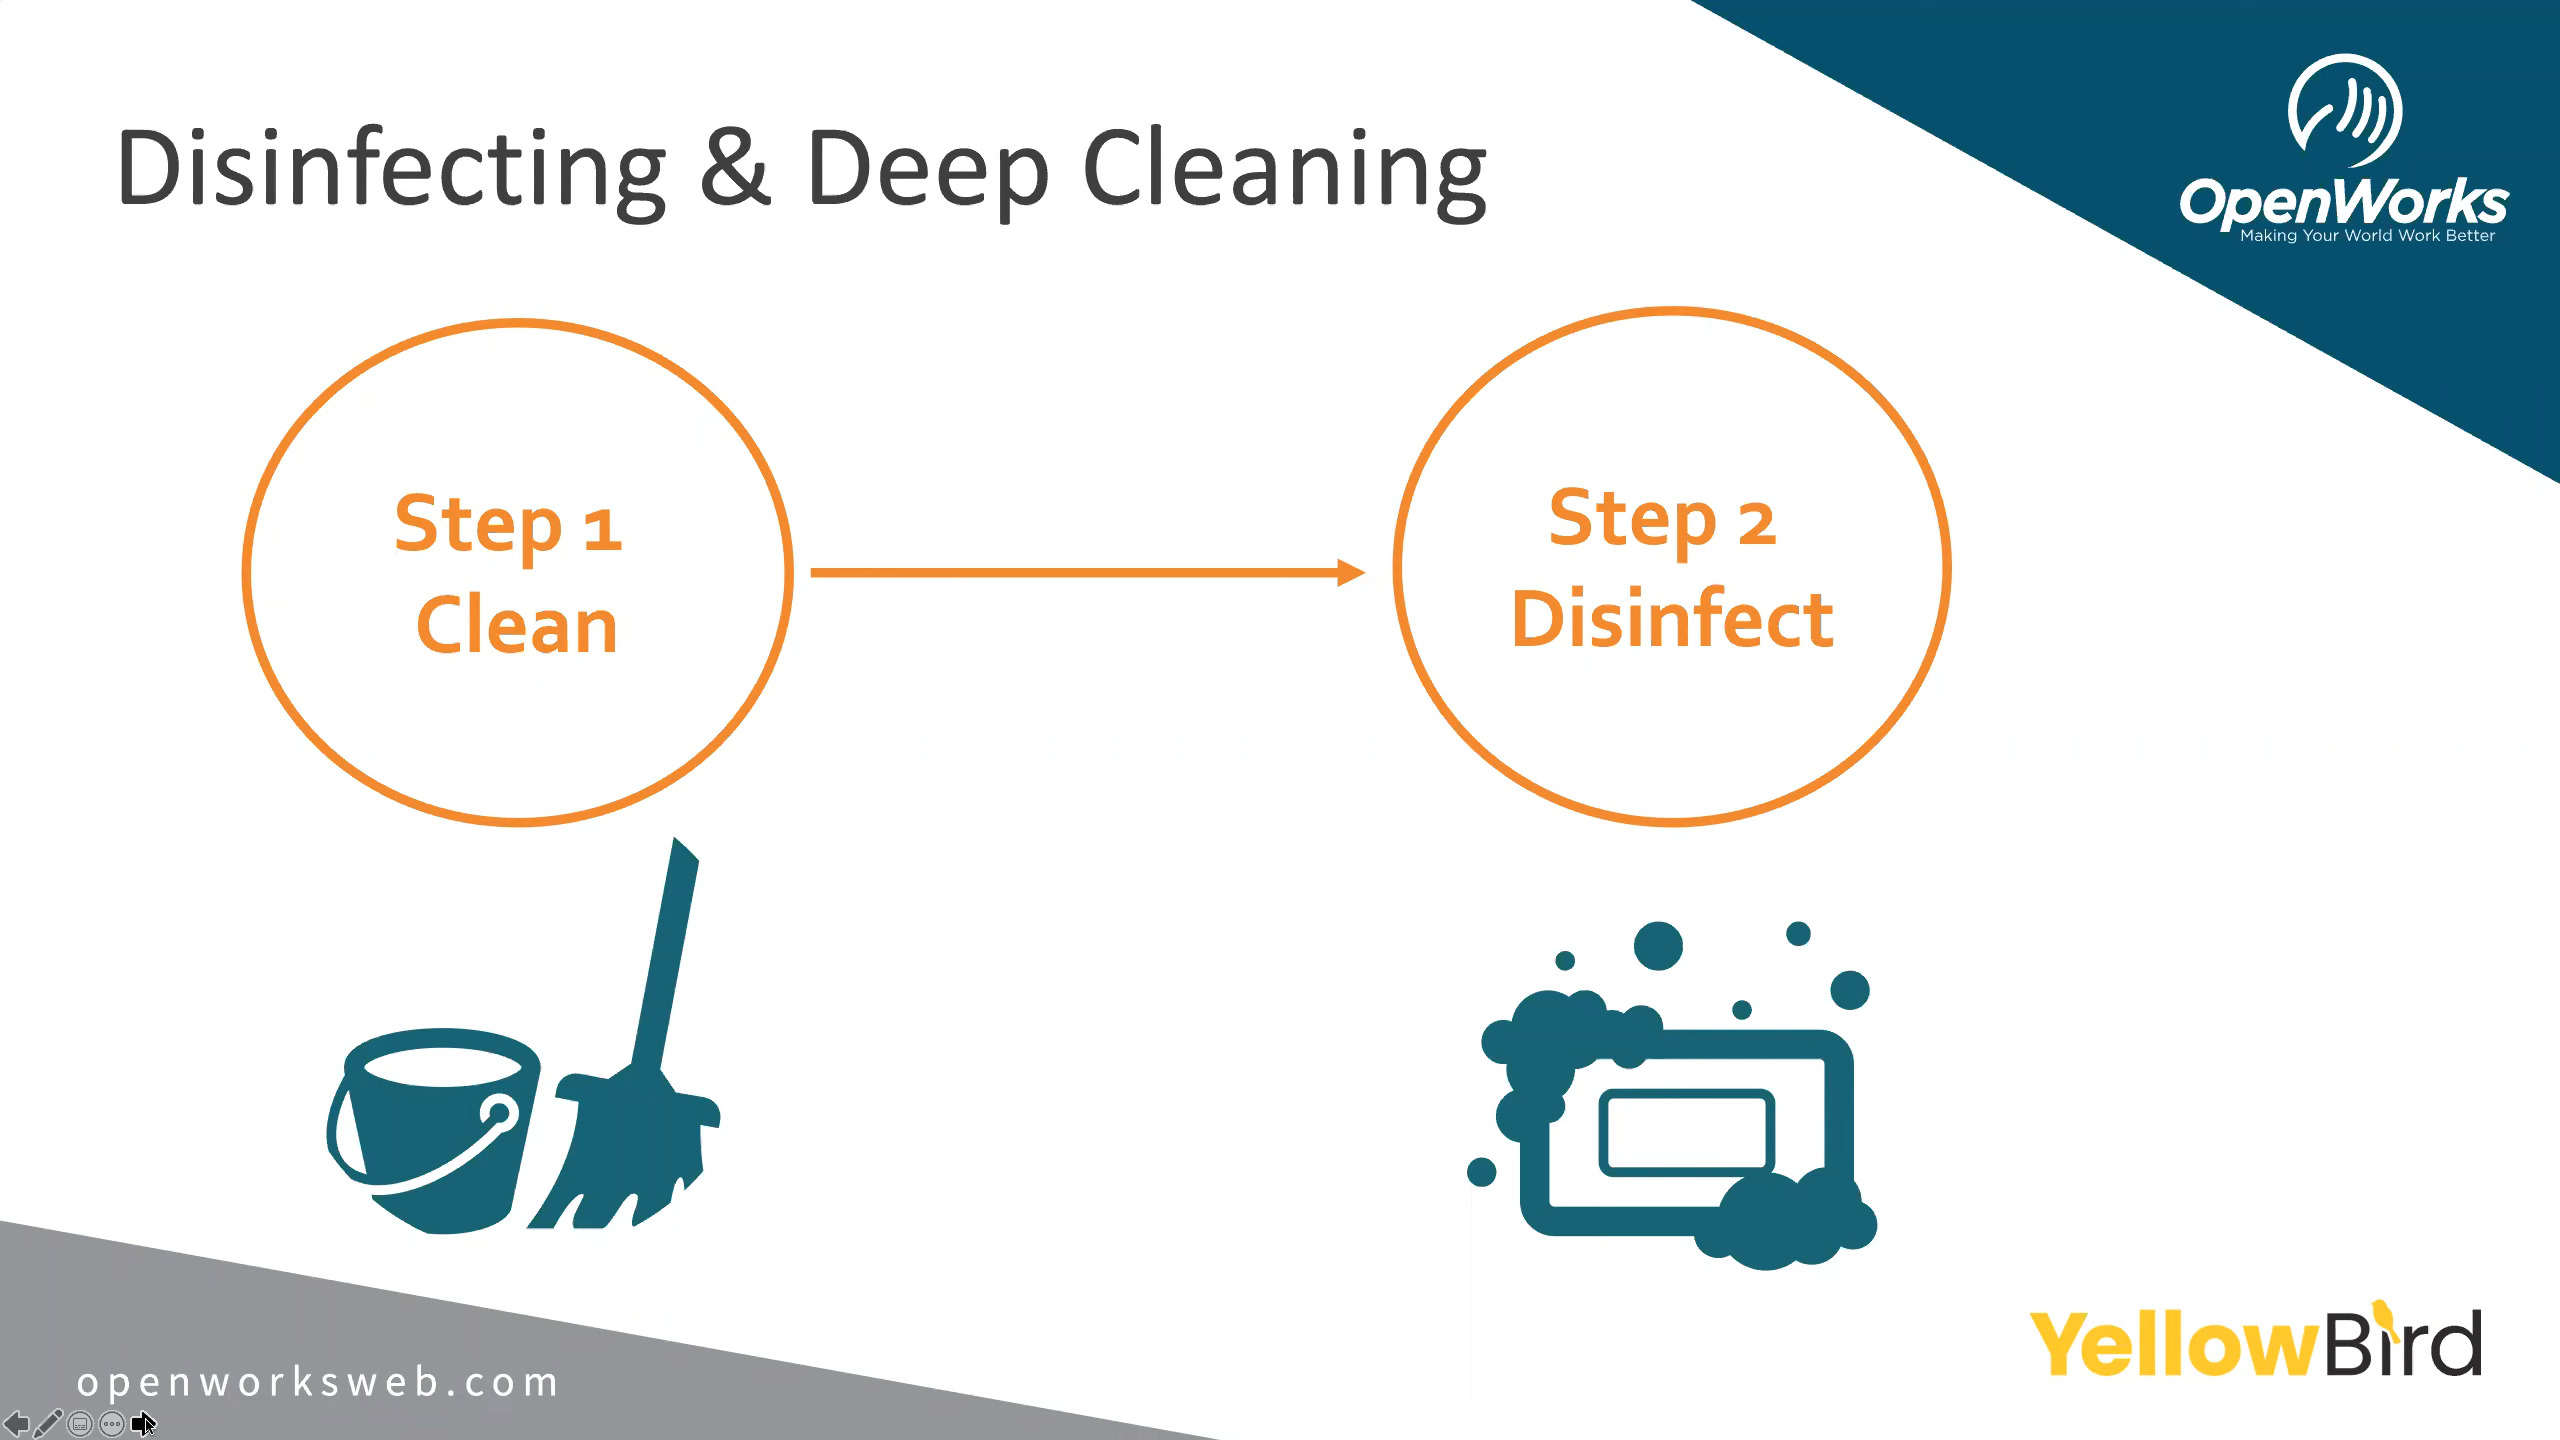 Disinfecting & Deep Cleaning
OpenWorks
Making Your World Work Better
Step 1
Clean
Step 2
Disinfect
YellowBird
openworksweb.com